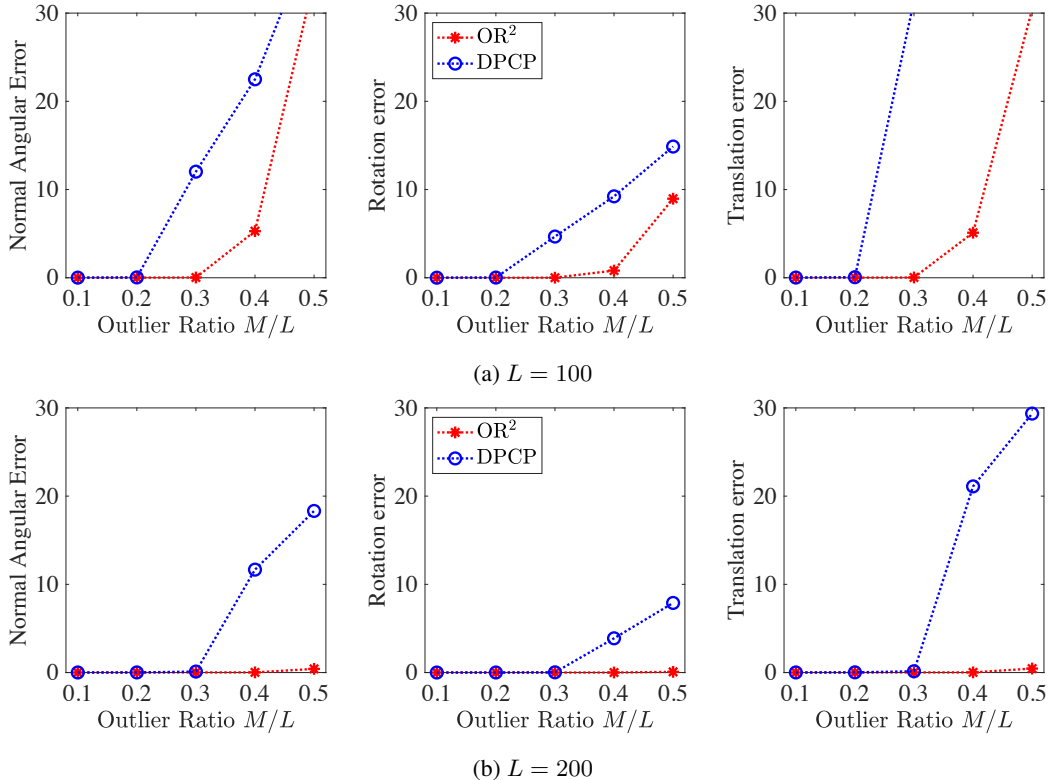 30
20
10
0
Normal Angular Error
0.1 0.2 0.3 0.4 0.5
Outlier Ratio M/L
30
20
10
0
Rotation error
OR²
DPCP
0.1 0.2 0.3 0.4 0.5
Outlier Ratio M/L
30
20
10
0
Translation error
0.1 0.2 0.3 0.4 0.5
Outlier Ratio M/L
(a) L = 100
30
20
10
0
Normal Angular Error
0.1 0.2 0.3 0.4 0.5
Outlier Ratio M/L
30
20
10
0
Rotation error
OR²
DPCP
0.1 0.2 0.3 0.4 0.5
Outlier Ratio M/L
30
20
10
0
Translation error
0.1 0.2 0.3 0.4 0.5
Outlier Ratio M/L
(b) L = 200